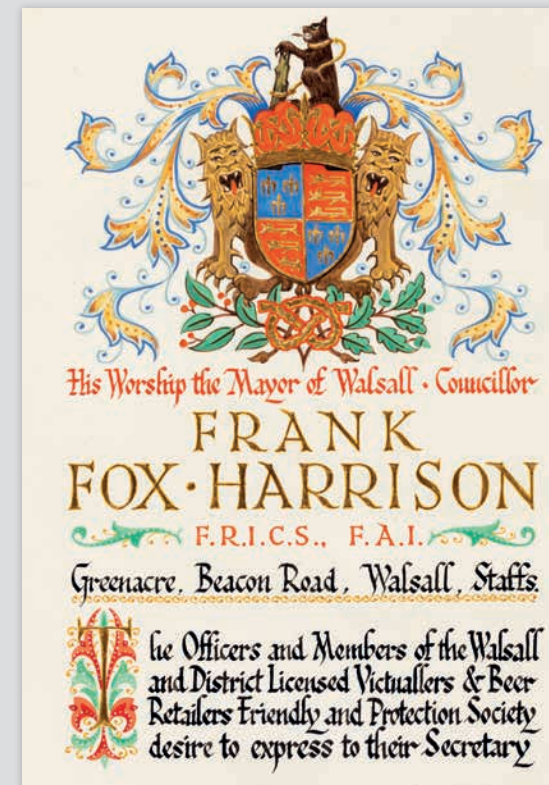 His Worship the Mayor of Walsall · Councillor
FRANK
FOX·HARRISON
F.R.I.C.S., F.A.I.
Greenacre, Beacon Road, Walsall, Staffs.
The Officers and Members of the Walsall
and District Licensed Victuallers & Beer
Retailers Friendly and Protection Society
desire to express to their Secretary